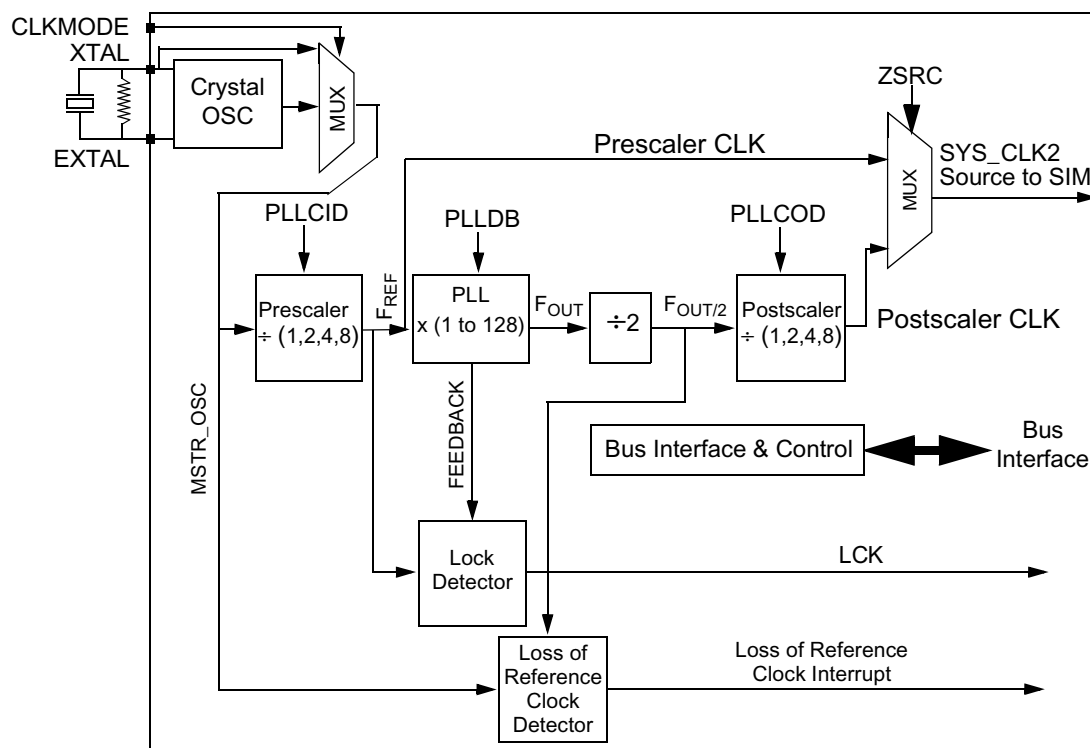 CLKMODE
XTAL
EXTAL
Crystal
OSC
MUX
ZSRC
Prescaler CLK
MUX
SYS_CLK2
Source to SIM
PLLCID
PLLDB
PLLCOD
Prescaler
÷ (1,2,4,8)
FREF
PLL
x (1 to 128)
FOUT
÷2
FOUT/2
Postscaler
÷ (1,2,4,8)
Postscaler CLK
MSTR_OSC
FEEDBACK
Bus Interface & Control
Bus
Interface
Lock
Detector
LCK
Loss of
Reference
Clock
Detector
Loss of Reference
Clock Interrupt